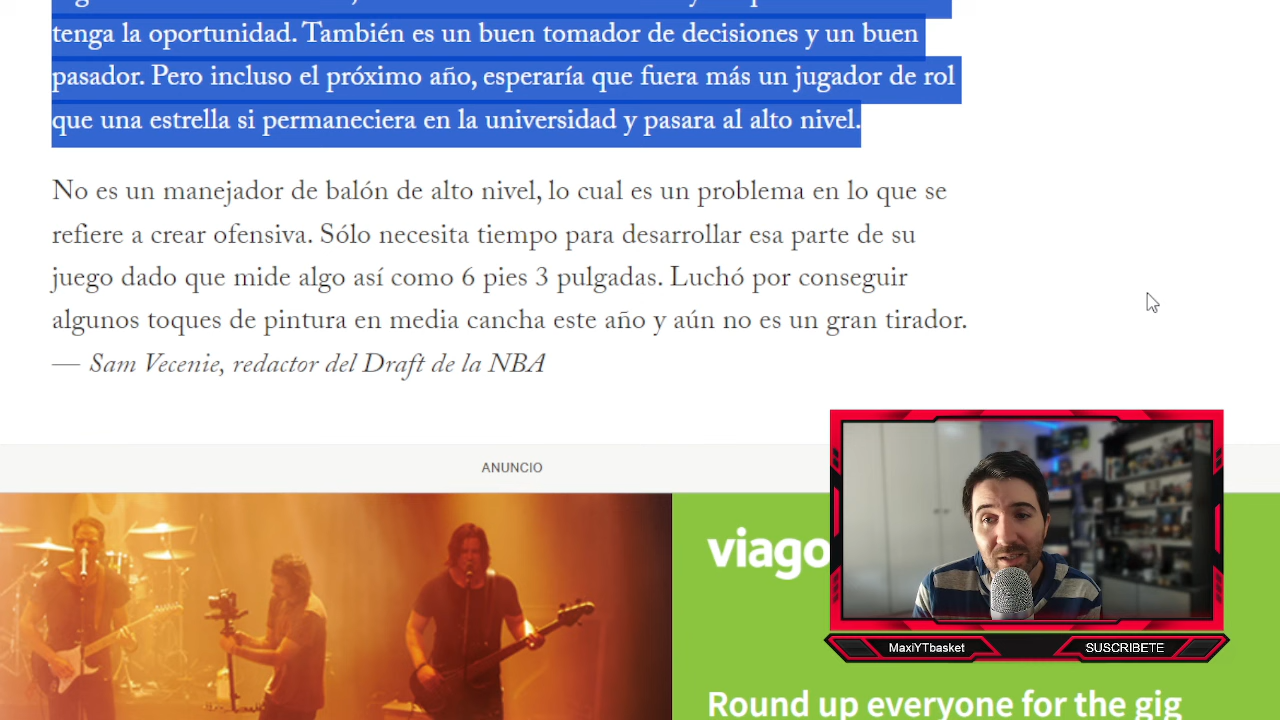 tenga la oportunidad. También es un buen tomador de decisiones y un buen
pasador. Pero incluso el próximo año, esperaría que fuera más un jugador de rol
que una estrella si permaneciera en la universidad y pasara al alto nivel.
No es un manejador de balón de alto nivel, lo cual es un problema en lo que se
refiere a crear ofensiva. Sólo necesita tiempo para desarrollar esa parte de su
juego dado que mide algo así como 6 pies 3 pulgadas. Luchó por conseguir
algunos toques de pintura en media cancha este año y aún no es un gran tirador.
— Sam Vecenie, redactor del Draft de la NBA
ANUNCIO
viago
Round up everyone for the gig
MaxiYTbasket
SUSCRIBETE